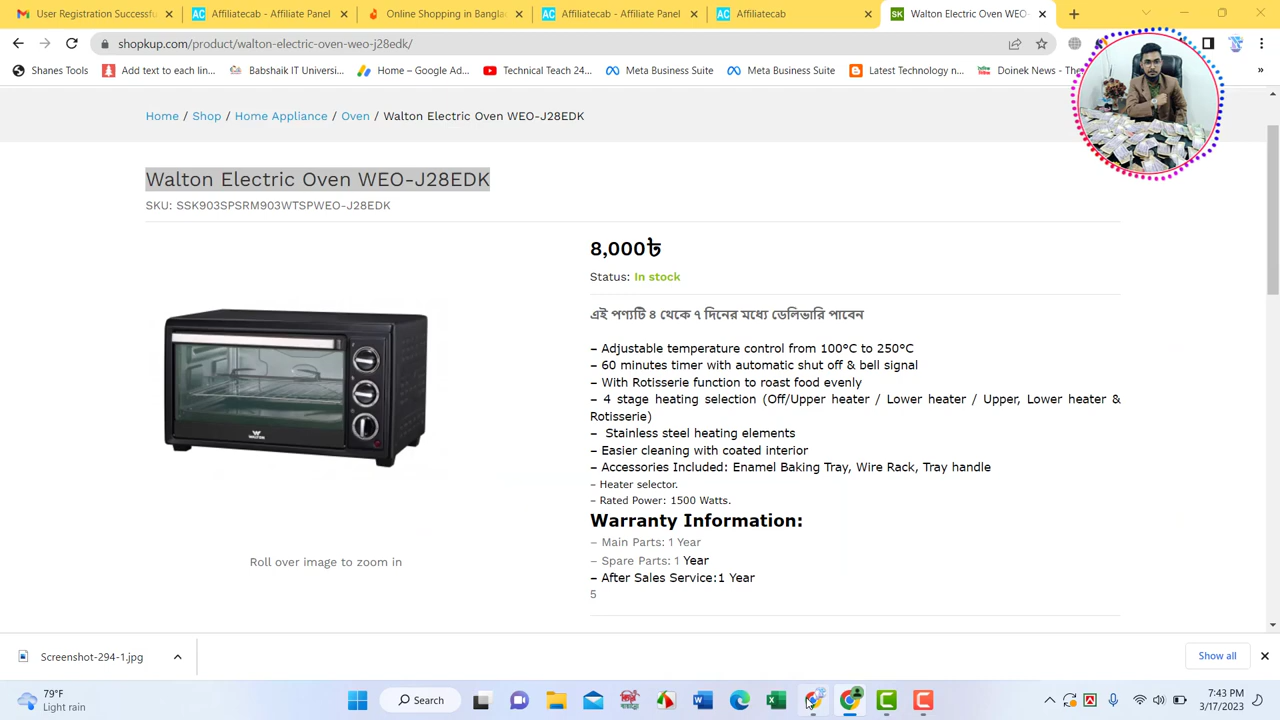 User Registration Successfu
Affiliatecab - Affiliate Panel
Online Shopping in Bangla
Affiliatecab - Affiliate Panel
Affiliatecab
SK Walton Electric Oven WEO-
shopkup.com/product/walton-electric-oven-weo-j28edk/
Shanes Tools
Add text to each lin...
Babshaik IT Universi...
Home – Google Ad...
Technical Teach 24...
Meta Business Suite
Meta Business Suite
Latest Technology n...
Doinek News - The
Home / Shop / Home Appliance / Oven / Walton Electric Oven WEO-J28EDK
Walton Electric Oven WEO-J28EDK
SKU: SSK903SPSRM903WTSPWEO-J28EDK
8,000৳
Status: In stock
এই পণ্যটি ৪ থেকে ৭ দিনের মধ্যে ডেলিভারি পাবেন
– Adjustable temperature control from 100°C to 250°C
– 60 minutes timer with automatic shut off & bell signal
– With Rotisserie function to roast food evenly
– 4 stage heating selection (Off/Upper heater / Lower heater / Upper, Lower heater &
Rotisserie)
– Stainless steel heating elements
– Easier cleaning with coated interior
– Accessories Included: Enamel Baking Tray, Wire Rack, Tray handle
– Heater selector.
– Rated Power: 1500 Watts.
Warranty Information:
– Main Parts: 1 Year
– Spare Parts: 1 Year
– After Sales Service:1 Year
5
WALTON
Roll over image to zoom in
Screenshot-294-1.jpg
Show all
79°F
Light rain
Search
7:43 PM
3/17/2023